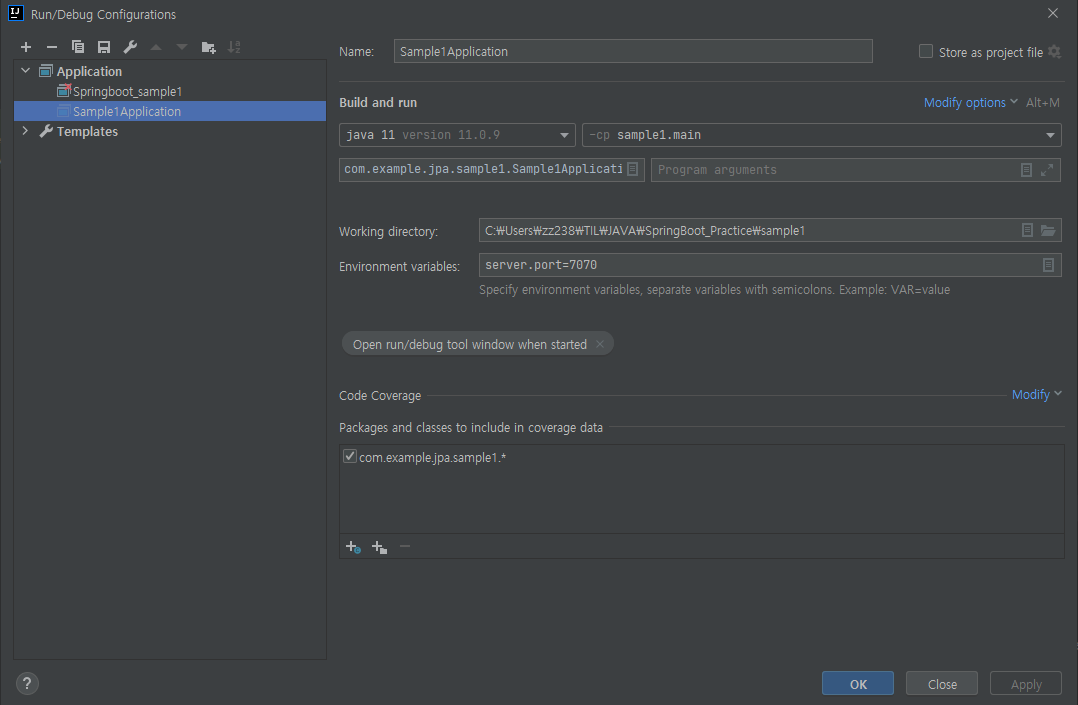 IJ
Run/Debug Configurations
Application
Springboot_sample1
Sample1Application
Templates
Name: Sample1Application
Store as project file
Build and run
Modify options Alt+M
java 11 version 11.0.9
-cp sample1.main
com.example.jpa.sample1.Sample1Applicati
Program arguments
Working directory: C:₩Users₩zz238₩TIL₩JAVA₩SpringBoot_Practice₩sample1
Environment variables: server.port=7070
Specify environment variables, separate variables with semicolons. Example: VAR=value
Open run/debug tool window when started
Code Coverage
Modify
Packages and classes to include in coverage data
com.example.jpa.sample1.*
?
OK
Close
Apply